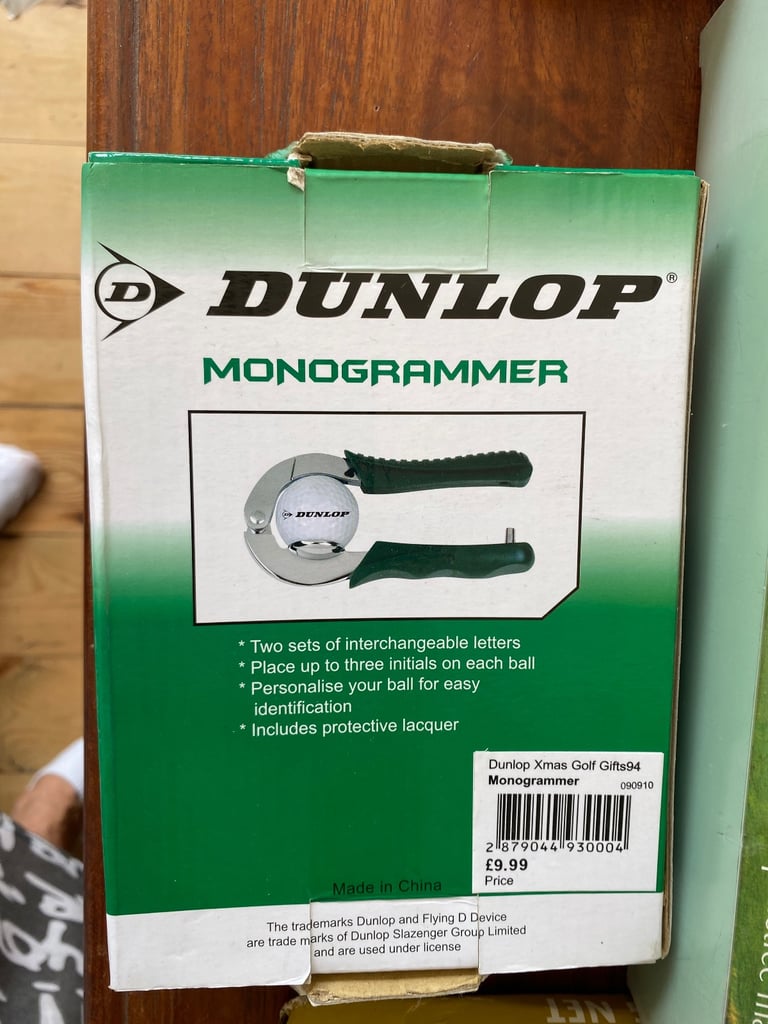 D DUNLOP®
MONOGRAMMER
D DUNLOP
* Two sets of interchangeable letters
* Place up to three initials on each ball
* Personalise your ball for easy
identification
* Includes protective lacquer
Dunlop Xmas Golf Gifts94
Monogrammer 090910
2 879044 930004
£9.99
Price
Made in China
The trademarks Dunlop and Flying D Device
are trade marks of Dunlop Slazenger Group Limited
and are used under license
NET